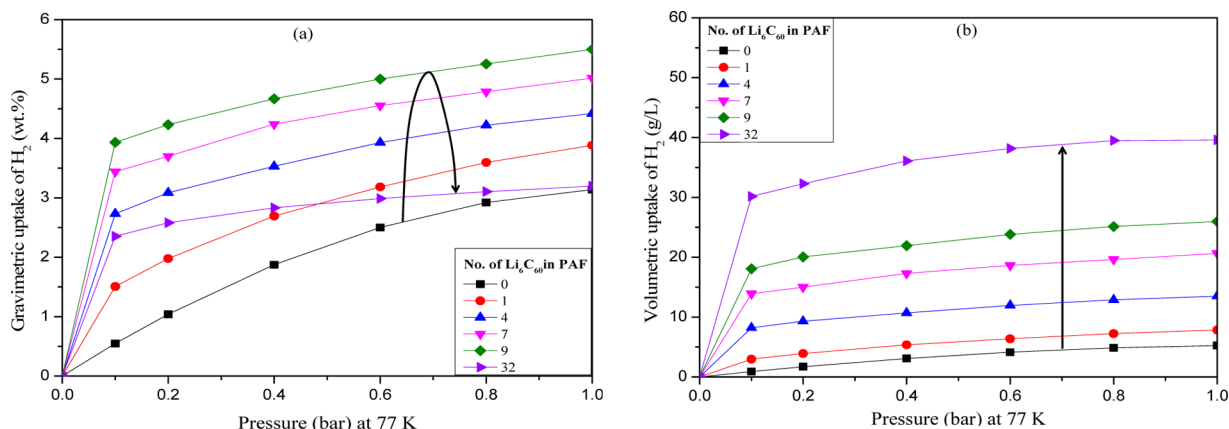 (a)
Gravimetric uptake of H₂ (wt.%)
6
5
4
3
2
1
0
No. of Li₆C₆₀ in PAF
0
1
4
7
9
32
0.0 0.2 0.4 0.6 0.8 1.0
Pressure (bar) at 77 K
(b)
Volumetric uptake of H₂ (g/L)
60
50
40
30
20
10
0
No. of Li₆C₆₀ in PAF
0
1
4
7
9
32
0.0 0.2 0.4 0.6 0.8 1.0
Pressure (bar) at 77 K